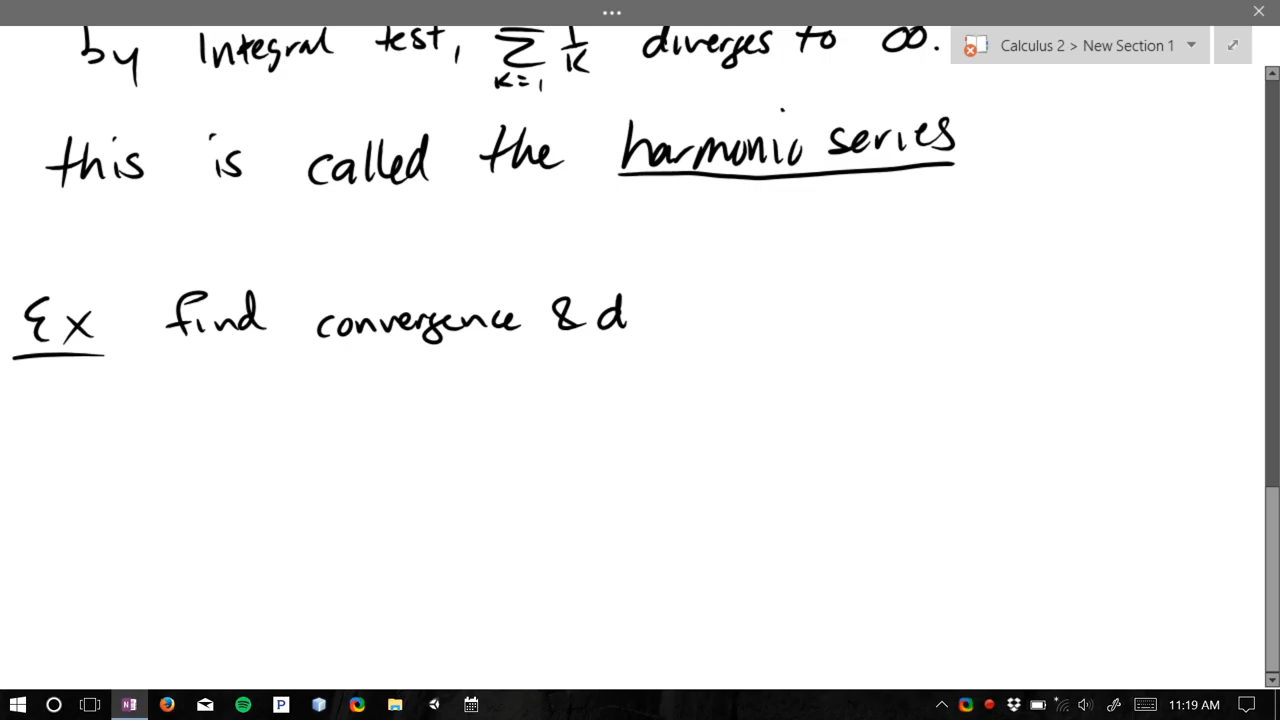 •••
by Integral test, ∑ 1/K diverges to ∞.
K=1
Calculus 2 > New Section 1
this is called the harmonic series
Ex find convergence & d
11:19 AM